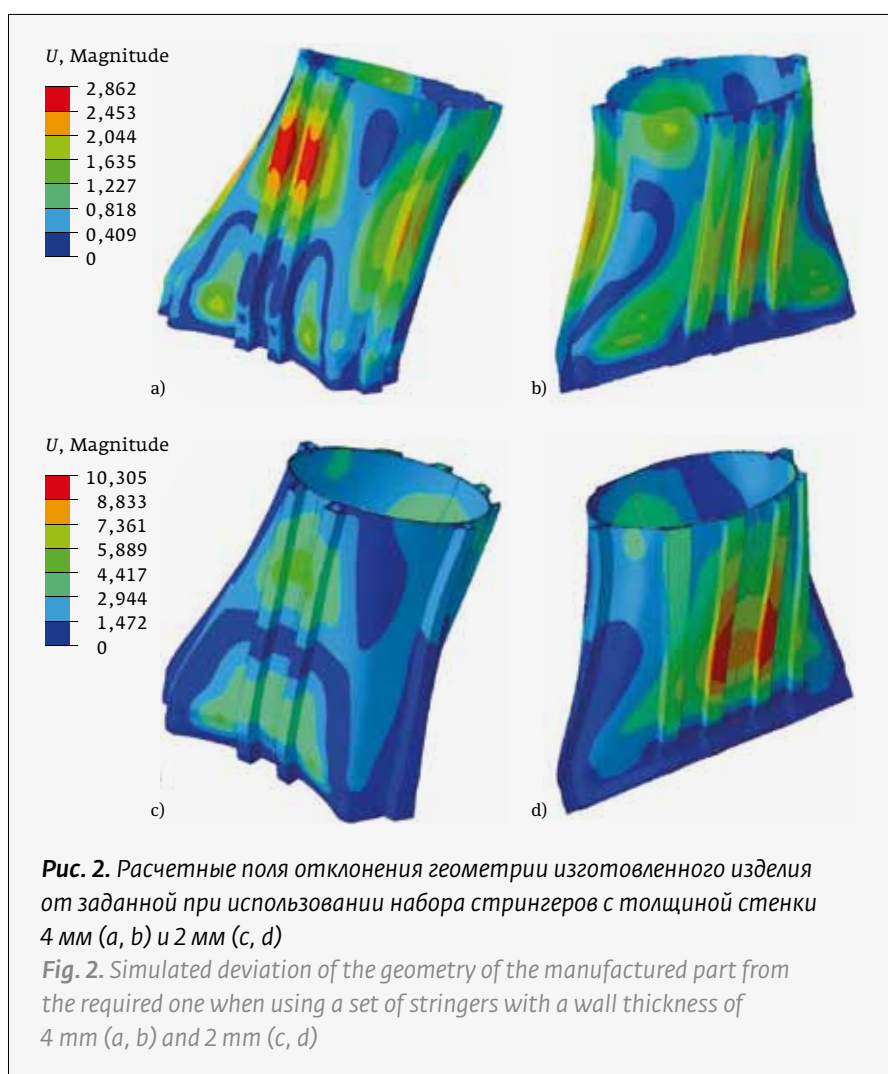 U, Magnitude
2,862
2,453
2,044
1,635
1,227
0,818
0,409
0
a)
b)
U, Magnitude
10,305
8,833
7,361
5,889
4,417
2,944
1,472
0
c)
d)
Рис. 2. Расчетные поля отклонения геометрии изготовленного изделия
от заданной при использовании набора стрингеров с толщиной стенки
4 мм (a, b) и 2 мм (c, d)
Fig. 2. Simulated deviation of the geometry of the manufactured part from
the required one when using a set of stringers with a wall thickness of
4 mm (a, b) and 2 mm (c, d)